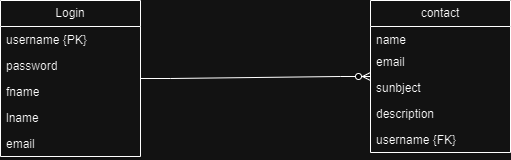 Login
username {PK}
password
fname
lname
email
contact
name
email
sunbject
description
username {FK}